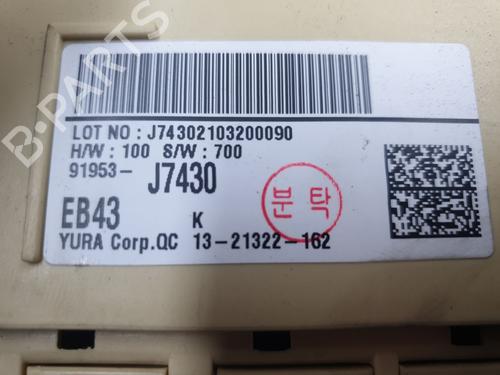 B-PARTS
LOT NO : J74302103200090
H/W : 100 S/W : 700
91953- J7430
분탁
EB43 K
YURA Corp.QC 13-21322-162